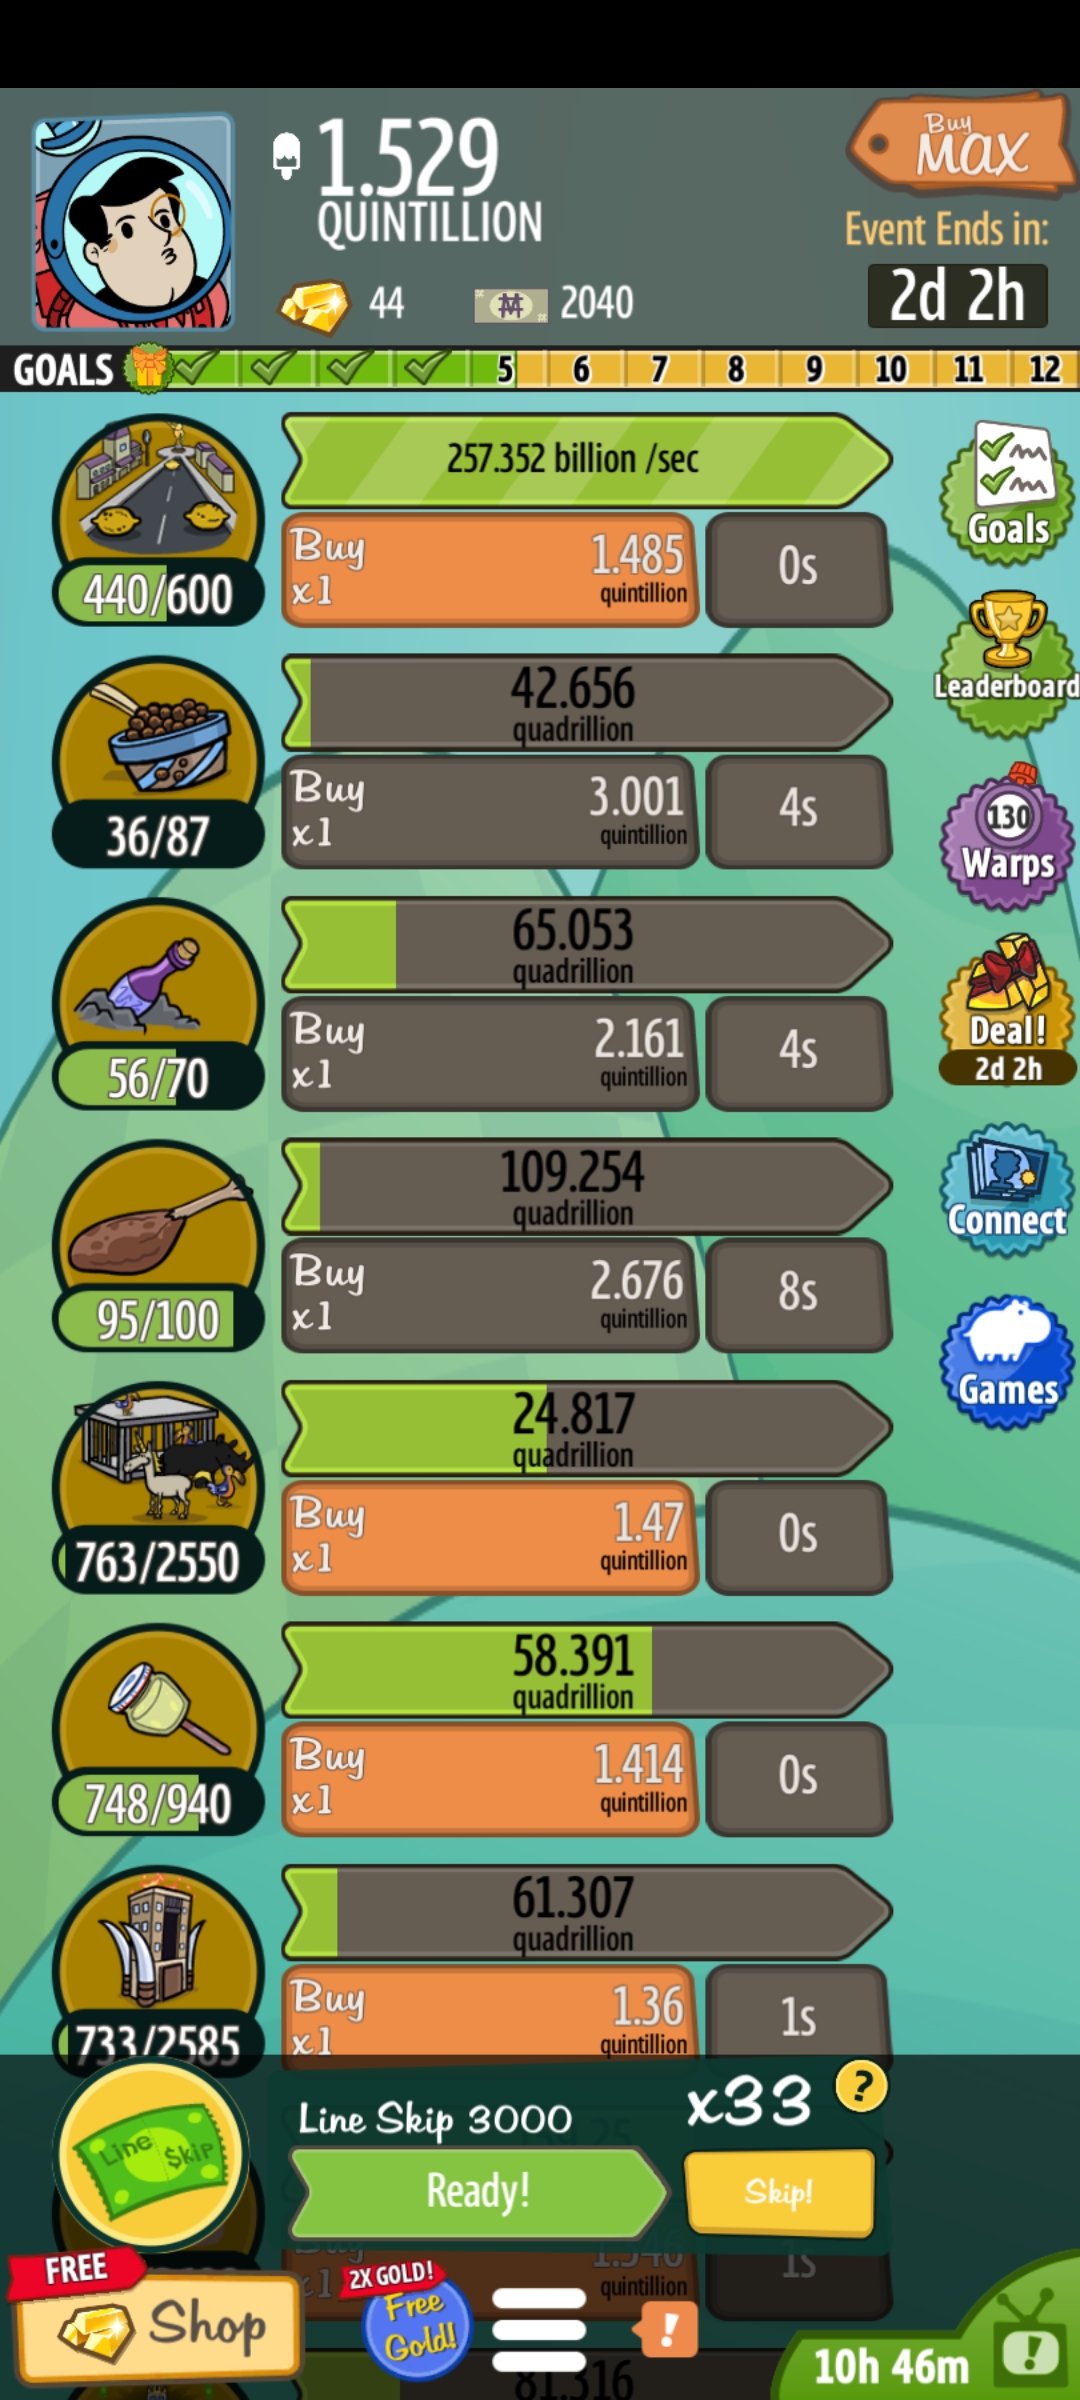 1.529
QUINTILLION
Buy
MAX
Event Ends in:
2d 2h
44
2040
GOALS 5 6 7 8 9 10 11 12
257.352 billion /sec
Buy
x1
1.485
quintillion
0s
440/600
Goals
Leaderboard
42.656
quadrillion
Buy
x1
3.001
quintillion
4s
36/87
130
Warps
65.053
quadrillion
Buy
x1
2.161
quintillion
4s
56/70
Deal!
2d 2h
109.254
quadrillion
Buy
x1
2.676
quintillion
8s
95/100
Connect
Games
24.817
quadrillion
Buy
x1
1.47
quintillion
0s
763/2550
58.391
quadrillion
Buy
x1
1.414
quintillion
0s
748/940
61.307
quadrillion
Buy
x1
1.36
quintillion
1s
733/2585
Line Skip
Line Skip 3000
x33
?
Ready!
Skip!
quintillion
1s
FREE
Shop
2X GOLD!
Free
Gold!
!
10h 46m
!
81.316